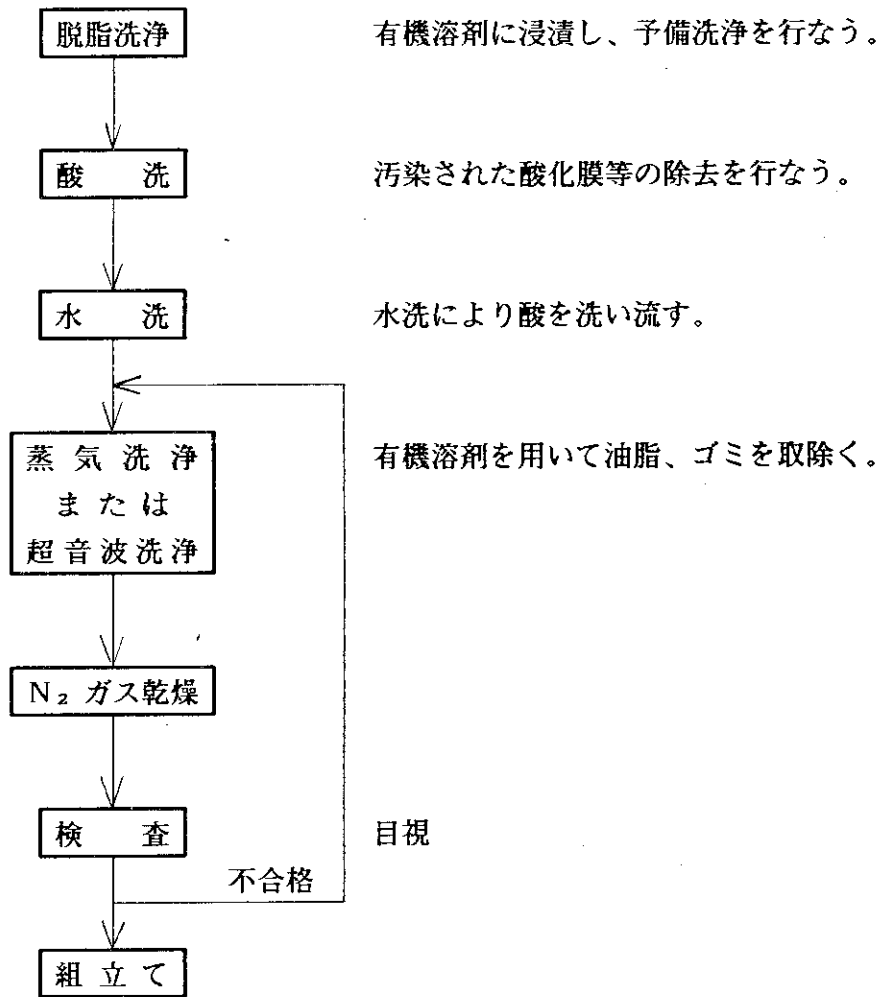 脱脂洗浄
有機溶剤に浸漬し、予備洗浄を行なう。
酸 洗
汚染された酸化膜等の除去を行なう。
水 洗
水洗により酸を洗い流す。
蒸気洗浄
または
超音波洗浄
有機溶剤を用いて油脂、ゴミを取除く。
N₂ ガス乾燥
検 査
目視
不合格
組立て